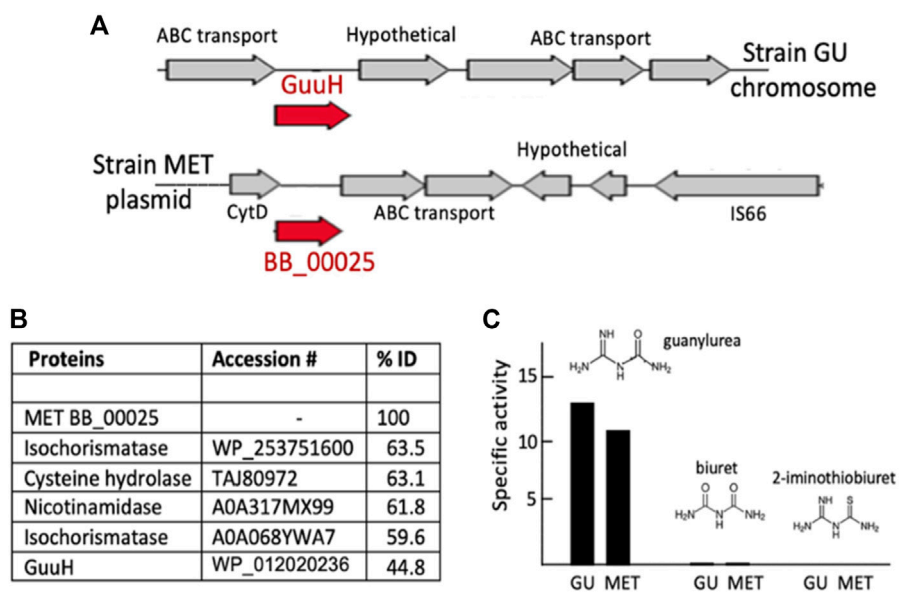 A
ABC transport
Hypothetical
ABC transport
Strain GU
chromosome
GuuH
Strain MET
plasmid
Hypothetical
CytD
ABC transport
IS66
BB_00025
B
Proteins Accession # % ID
MET BB_00025 - 100
Isochorismatase WP_253751600 63.5
Cysteine hydrolase TAJ80972 63.1
Nicotinamidase A0A317MX99 61.8
Isochorismatase A0A068YWA7 59.6
GuuH WP_012020236 44.8
C
Specific activity
15
10
5
NH O
H₂N N H NH₂
guanylurea
biuret
O O
H₂N N H NH₂
2-iminothiobiuret
NH S
H₂N N H NH₂
GU MET GU MET GU MET